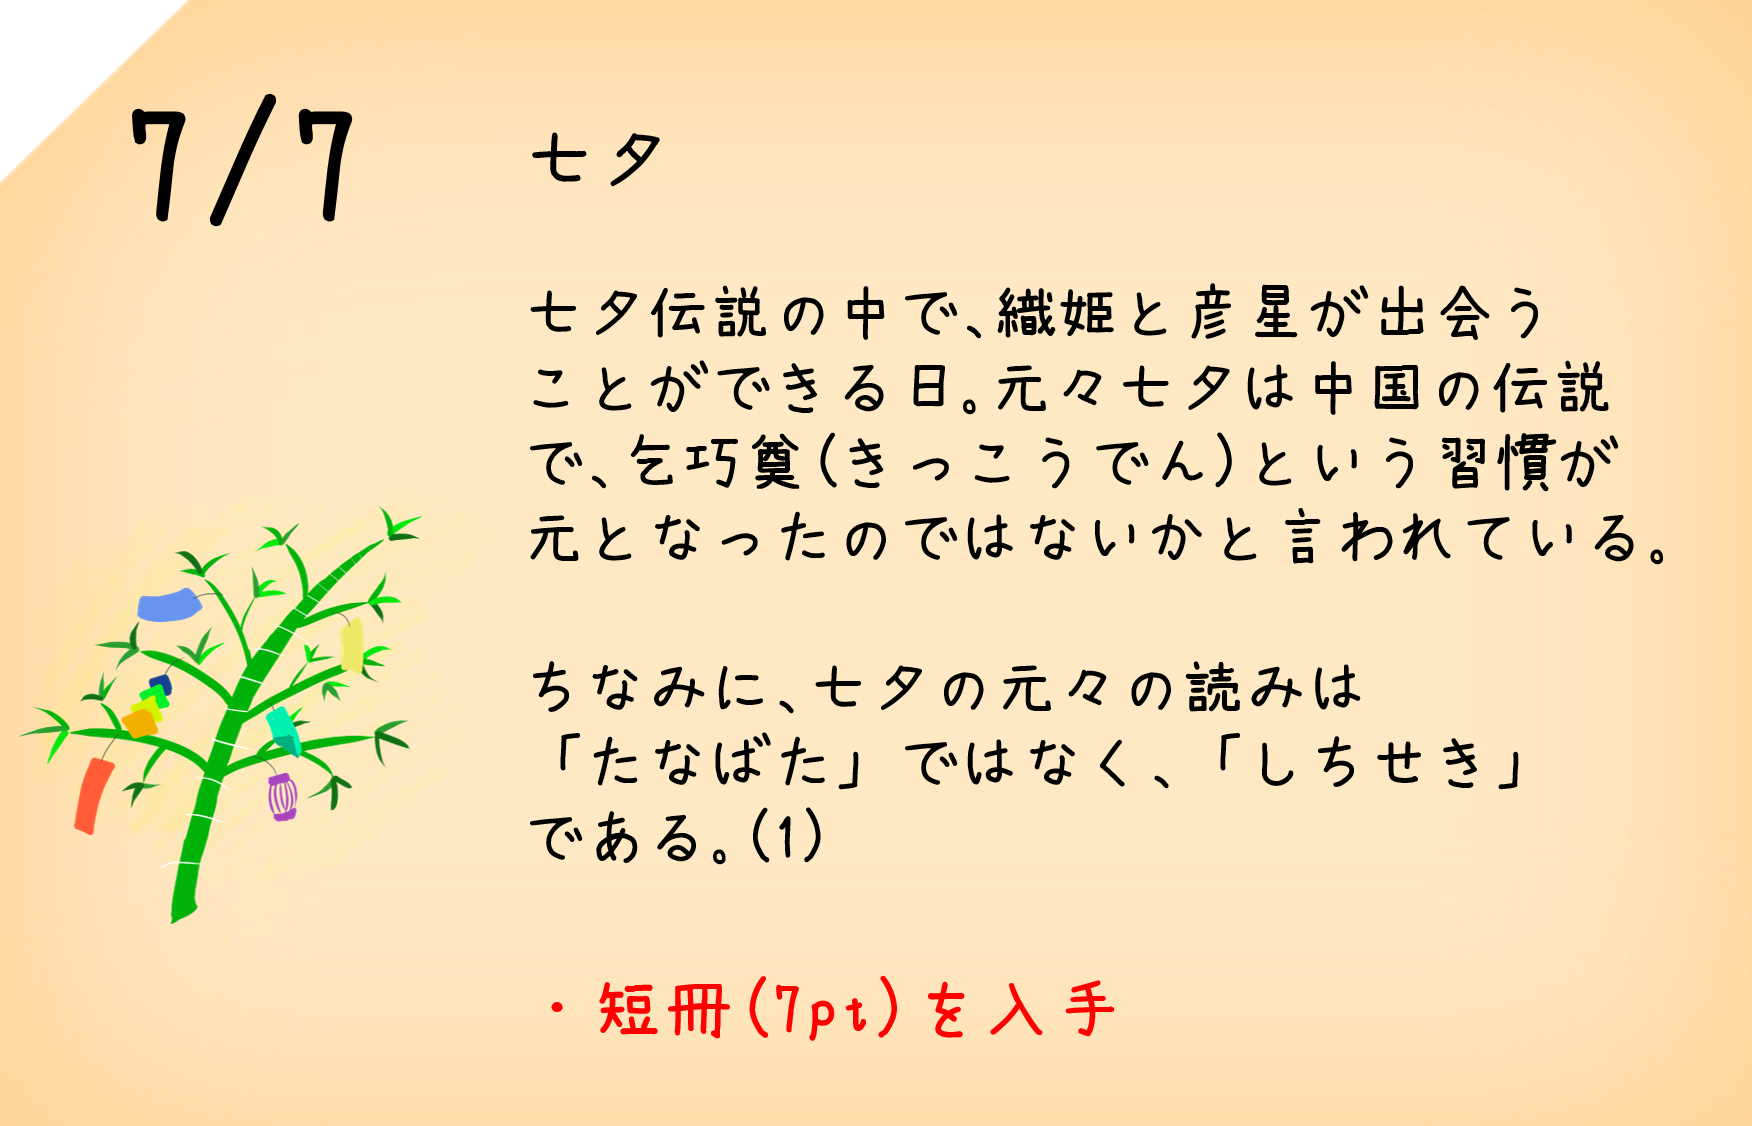 7/7
七夕
七夕伝説の中で、織姫と彦星が出会う
ことができる日。元々七夕は中国の伝説
で、乞巧奠(きっこうでん)という習慣が
元となったのではないかと言われている。
ちなみに、七夕の元々の読みは
「たなばた」ではなく、「しちせき」
である。(1)
・短冊(7pt)を入手